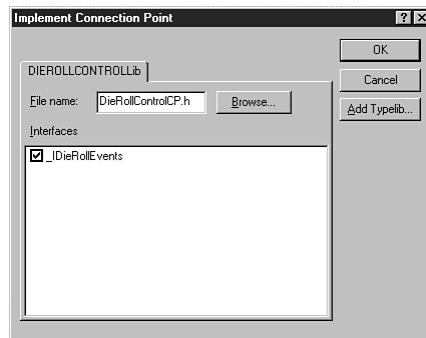 Implement Connection Point
OK
DIEROLLCONTROLLib
Cancel
File name: DieRollControlCP.h Browse...
Add Typelib...
Interfaces
_IDieRollEvents